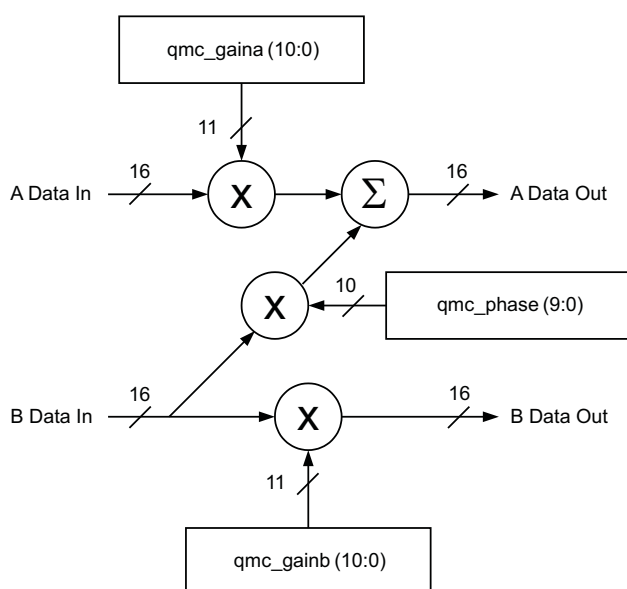 qmc_gaina (10:0)
11
16
16
A Data In
X
Σ
A Data Out
10
X
qmc_phase (9:0)
16
16
B Data In
X
B Data Out
11
qmc_gainb (10:0)